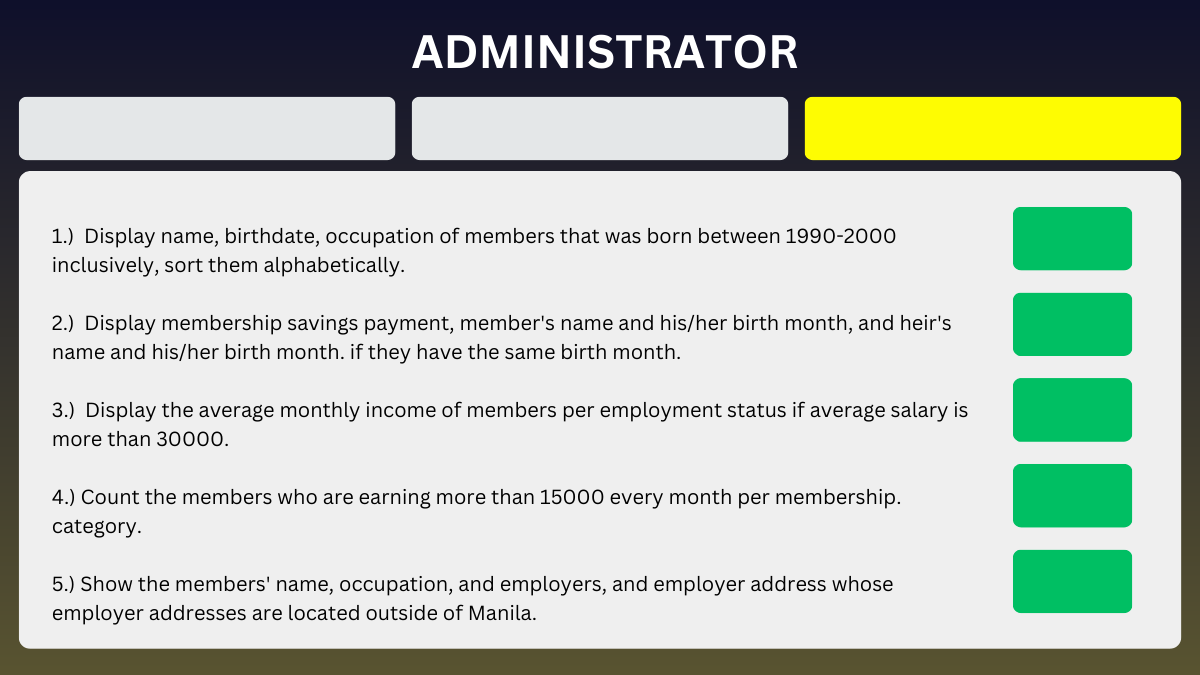 ADMINISTRATOR
1.)  Display name, birthdate, occupation of members that was born between 1990-2000
inclusively, sort them alphabetically.
2.)  Display membership savings payment, member's name and his/her birth month, and heir's
name and his/her birth month. if they have the same birth month.
3.)  Display the average monthly income of members per employment status if average salary is
more than 30000.
4.) Count the members who are earning more than 15000 every month per membership.
category.
5.) Show the members' name, occupation, and employers, and employer address whose
employer addresses are located outside of Manila.